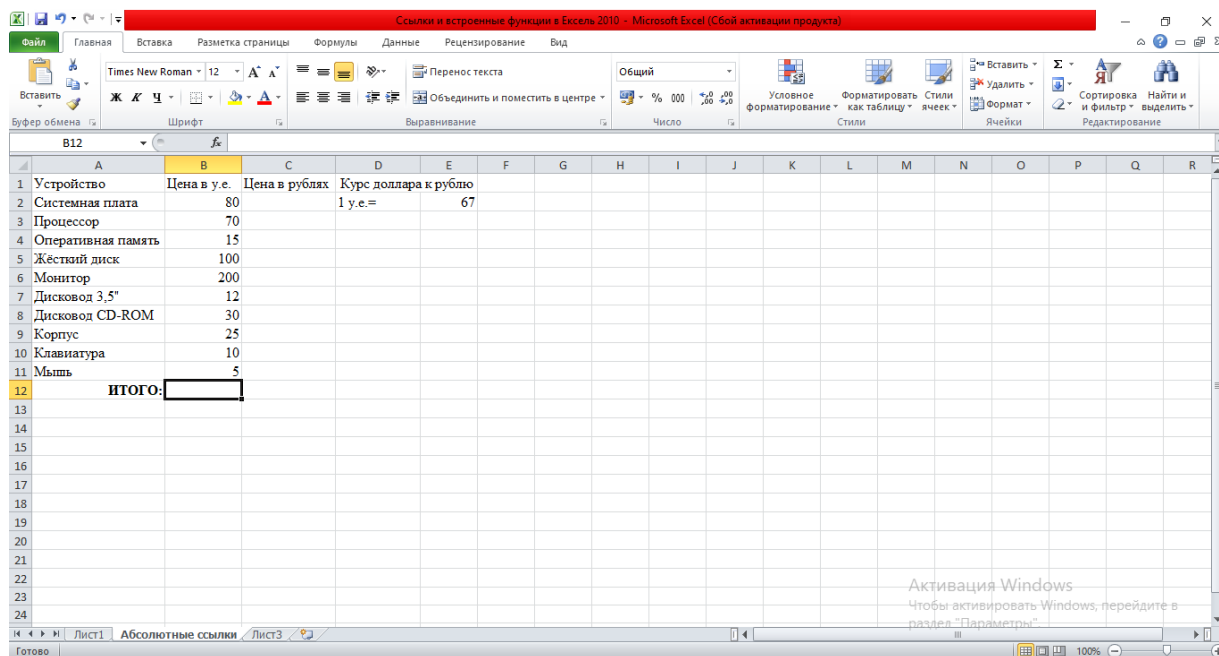 Ссылки и встроенные функции в Ексель 2010 - Microsoft Excel (Сбой активации продукта)
Файл Главная Вставка Разметка страницы Формулы Данные Рецензирование Вид
Вставить
Буфер обмена
Times New Roman 12
Ж К Ч
Шрифт
Перенос текста
Объединить и поместить в центре
Выравнивание
Общий
% 000
Число
Условное форматирование
Форматировать как таблицу
Стили ячеек
Стили
Вставить
Удалить
Формат
Ячейки
Σ
Сортировка и фильтр
Найти и выделить
Редактирование
B12 fx
A B C D E F G H I J K L M N O P Q R
1 Устройство Цена в у.е. Цена в рублях Курс доллара к рублю
2 Системная плата 80 1 у.е.= 67
3 Процессор 70
4 Оперативная память 15
5 Жёсткий диск 100
6 Монитор 200
7 Дисковод 3,5"  12
8 Дисковод CD-ROM 30
9 Корпус 25
10 Клавиатура 10
11 Мышь 5
12 ИТОГО:
13
14
15
16
17
18
19
20
21
22
23
24
Активация Windows
Чтобы активировать Windows, перейдите в
раздел "Параметры".
Лист1 Абсолютные ссылки Лист3
Готово 100%